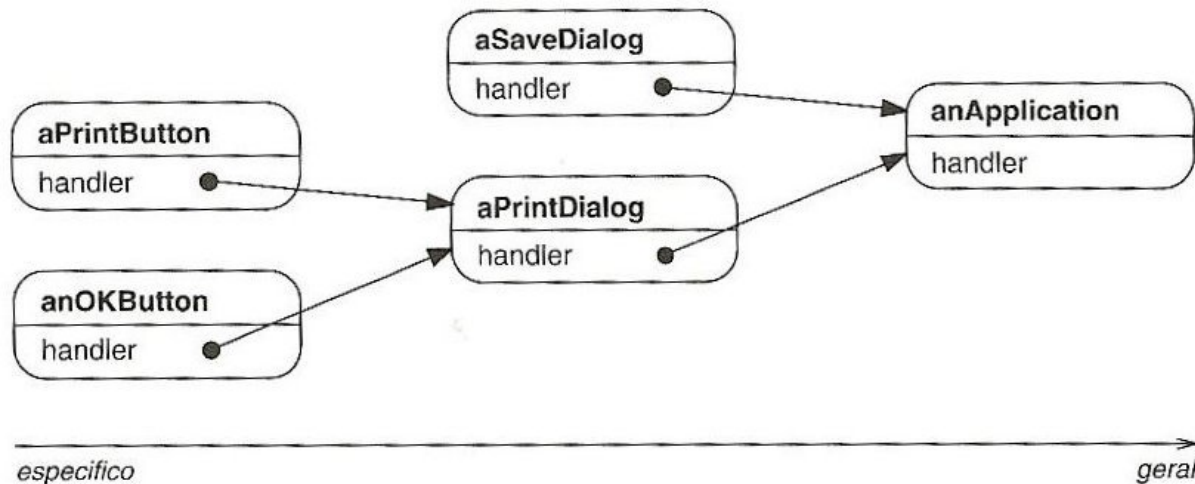 aSaveDialog
handler
aPrintButton
handler
anApplication
handler
aPrintDialog
handler
anOKButton
handler
especifico
geral